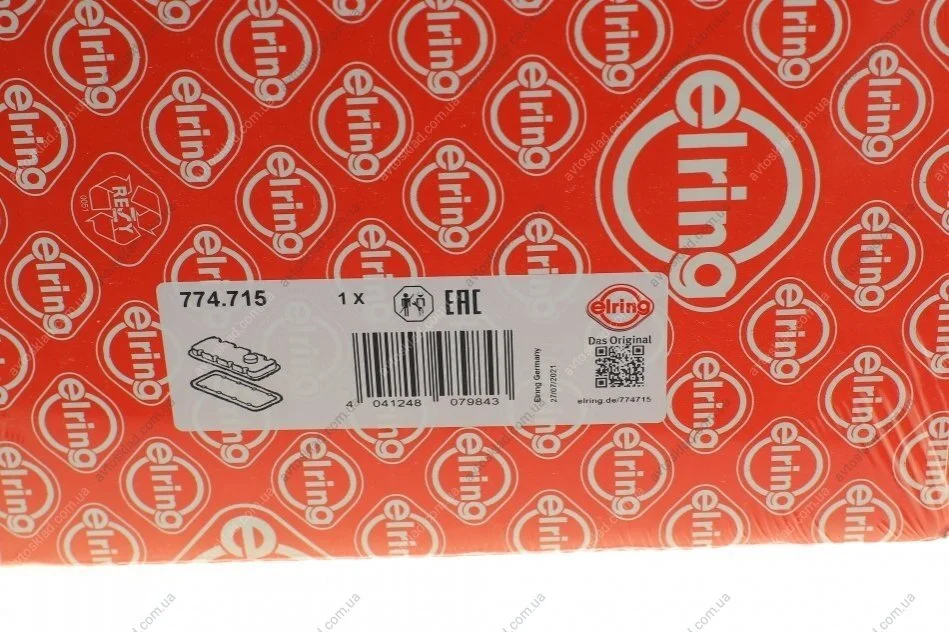 elring
RESY
774.715
1 X
EAC
elring
Das Original
4 041248 079843
Elring Germany
27/07/2021
elring.de/774715
avtosklad.com.ua